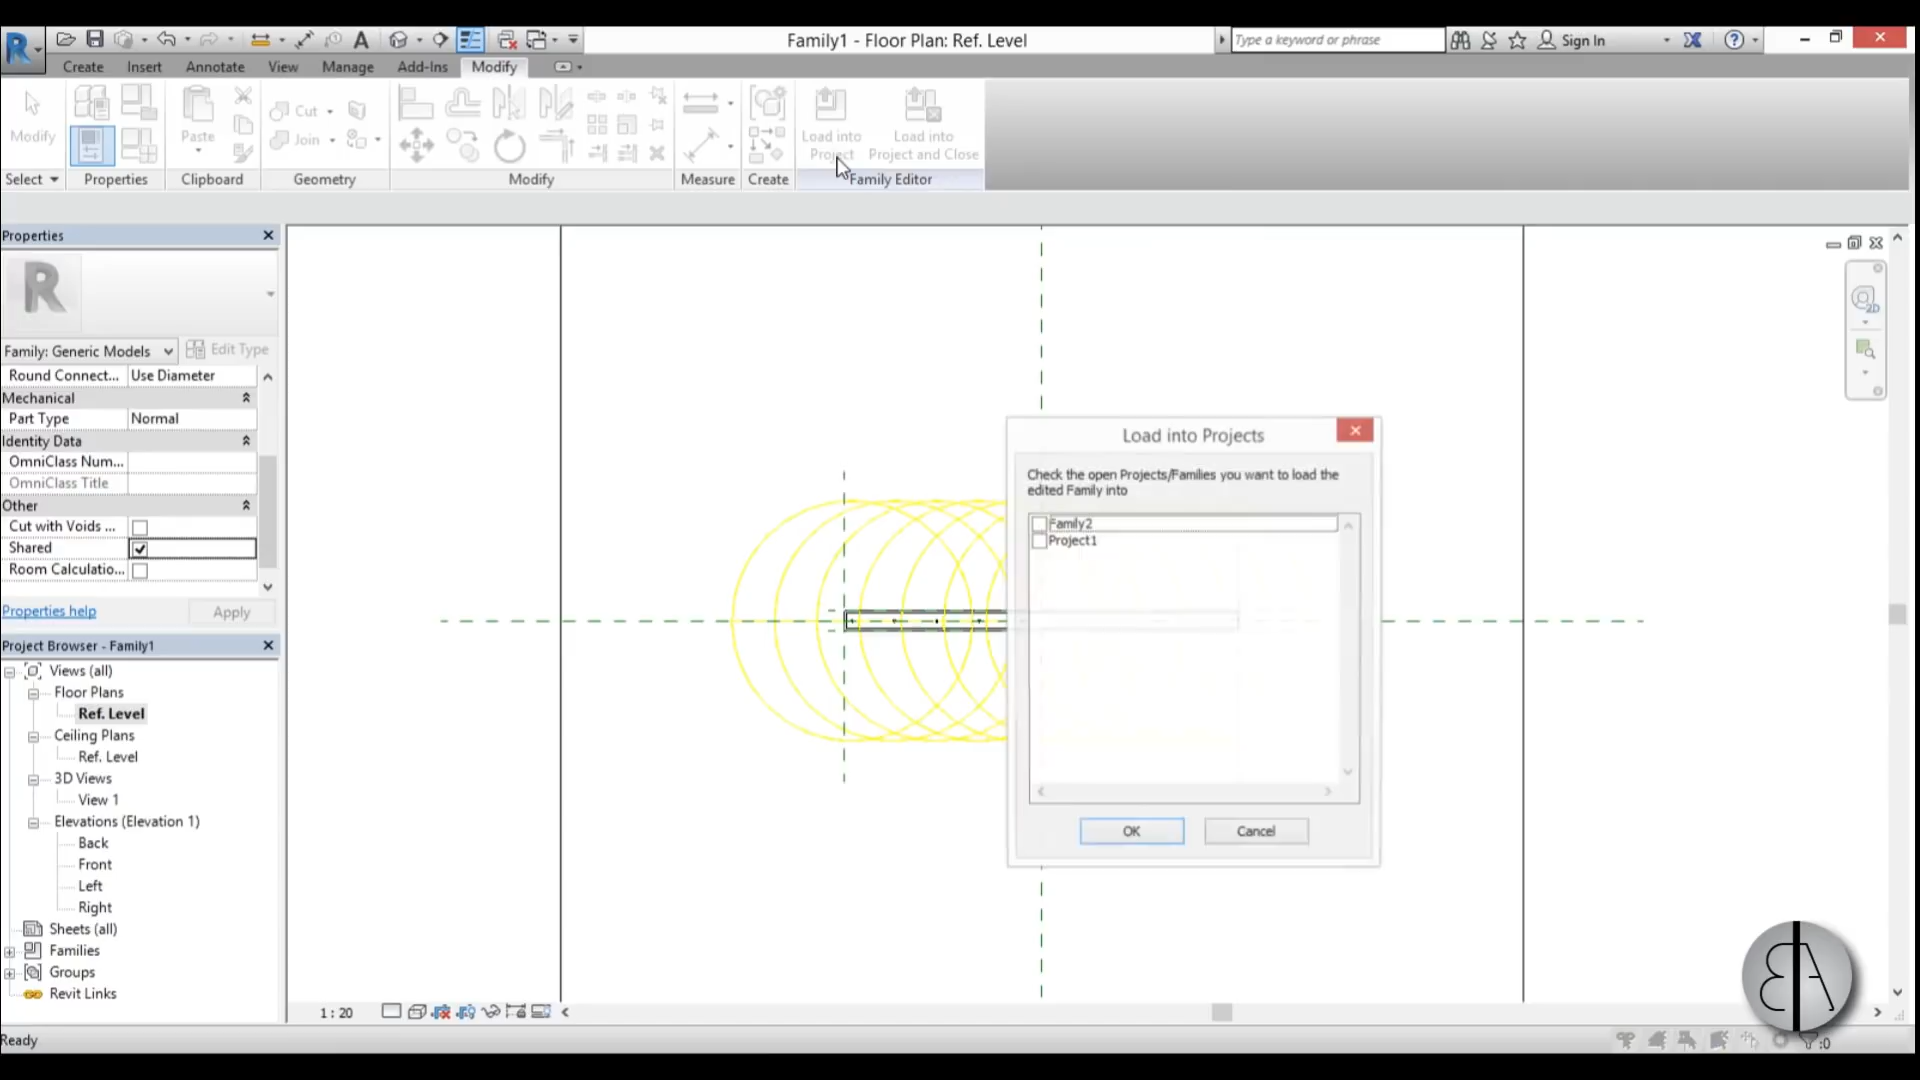 Family1 - Floor Plan: Ref. Level
Type a keyword or phrase
Sign In
Create
Insert
Annotate
View
Manage
Add-Ins
Modify
Modify
Paste
Cut
Join
Load into
Project
Load into
Project and Close
Select
Properties
Clipboard
Geometry
Modify
Measure
Create
Family Editor
Properties
Family: Generic Models
Edit Type
Round Connect... Use Diameter
Mechanical
Part Type Normal
Identity Data
OmniClass Num...
OmniClass Title
Other
Cut with Voids ...
Shared
Room Calculatio...
Properties help
Apply
Project Browser - Family1
Views (all)
Floor Plans
Ref. Level
Ceiling Plans
Ref. Level
3D Views
View 1
Elevations (Elevation 1)
Back
Front
Left
Right
Sheets (all)
Families
Groups
Revit Links
Load into Projects
Check the open Projects/Families you want to load the
edited Family into
Family2
Project1
OK
Cancel
2D
1 : 20
Ready
:0